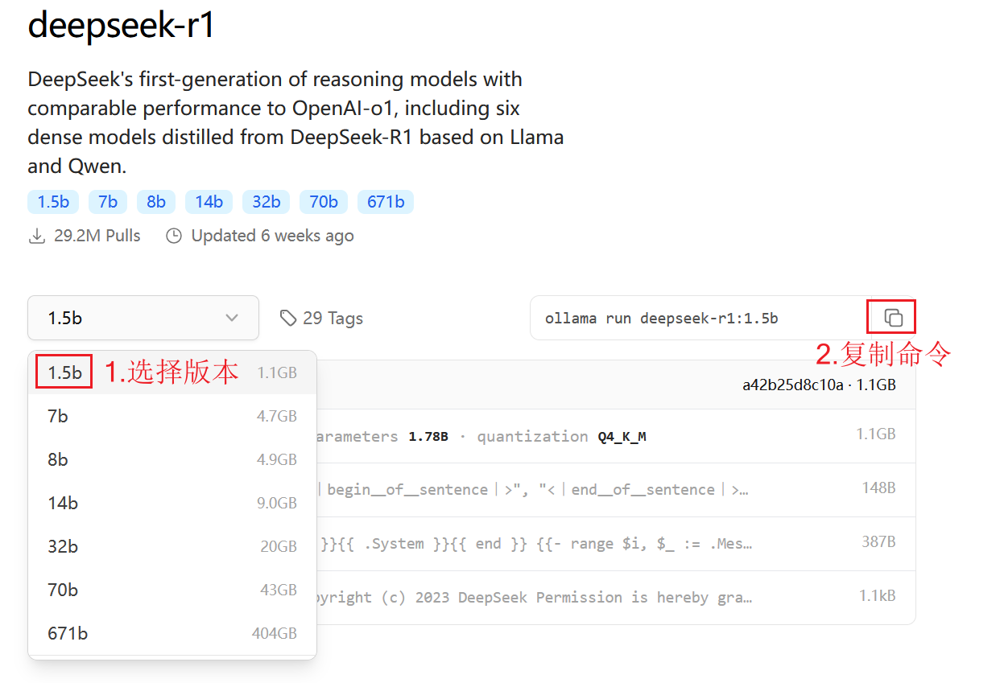 deepseek-r1
DeepSeek's first-generation of reasoning models with
comparable performance to OpenAI-o1, including six
dense models distilled from DeepSeek-R1 based on Llama
and Qwen.
1.5b 7b 8b 14b 32b 70b 671b
29.2M Pulls Updated 6 weeks ago
1.5b 29 Tags ollama run deepseek-r1:1.5b
2.复制命令
1.5b 1.选择版本 1.1GB
a42b25d8c10a · 1.1GB
7b 4.7GB
arameters 1.78B · quantization Q4_K_M 1.1GB
8b 4.9GB
|begin__of__sentence|>", "<|end__of__sentence|>… 148B
14b 9.0GB
32b 20GB
}}{{ .System }}{{ end }} {{- range $i, $_ := .Mes… 387B
70b 43GB
pyright (c) 2023 DeepSeek Permission is hereby gra… 1.1kB
671b 404GB